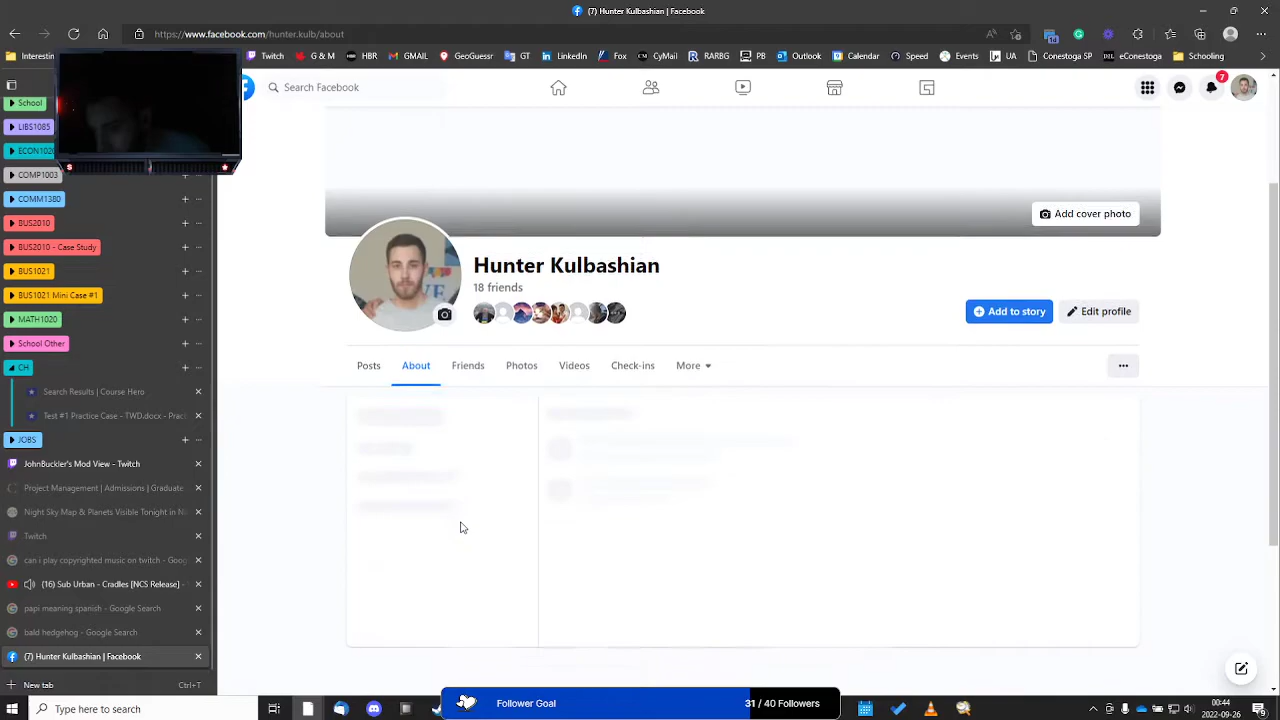 (7) Hunter Kulbashian | Facebook
https://www.facebook.com/hunter.kulb/about
Interesting
Twitch
G & M
HBR
GMAIL
GeoGuessr
GT
LinkedIn
Fox
CyMail
RARBG
PB
Outlook
Calendar
Speed
Events
UA
Conestoga SP
eConestoga
Schooling
Search Facebook
7
School
LIBS1085
ECON1020
COMP1003
COMM1380
BUS2010
BUS2010 - Case Study
BUS1021
BUS1021 Mini Case #1
MATH1020
School Other
CH
Search Results | Course Hero
Test #1 Practice Case - TWD.docx - Prac
JOBS
JohnBuckler's Mod View - Twitch
Project Management | Admissions | Graduate
Night Sky Map & Planets Visible Tonight in
Twitch
can i play copyrighted music on twitch - Goog
(16) Sub Urban - Cradles [NCS Release] -
papi meaning spanish - Google Search
bald hedgehog - Google Search
(7) Hunter Kulbashian | Facebook
New tab
Ctrl+T
Add cover photo
Hunter Kulbashian
18 friends
Add to story
Edit profile
Posts
About
Friends
Photos
Videos
Check-ins
More
Type here to search
Follower Goal
31 / 40 Followers
00:44
2022-09-26